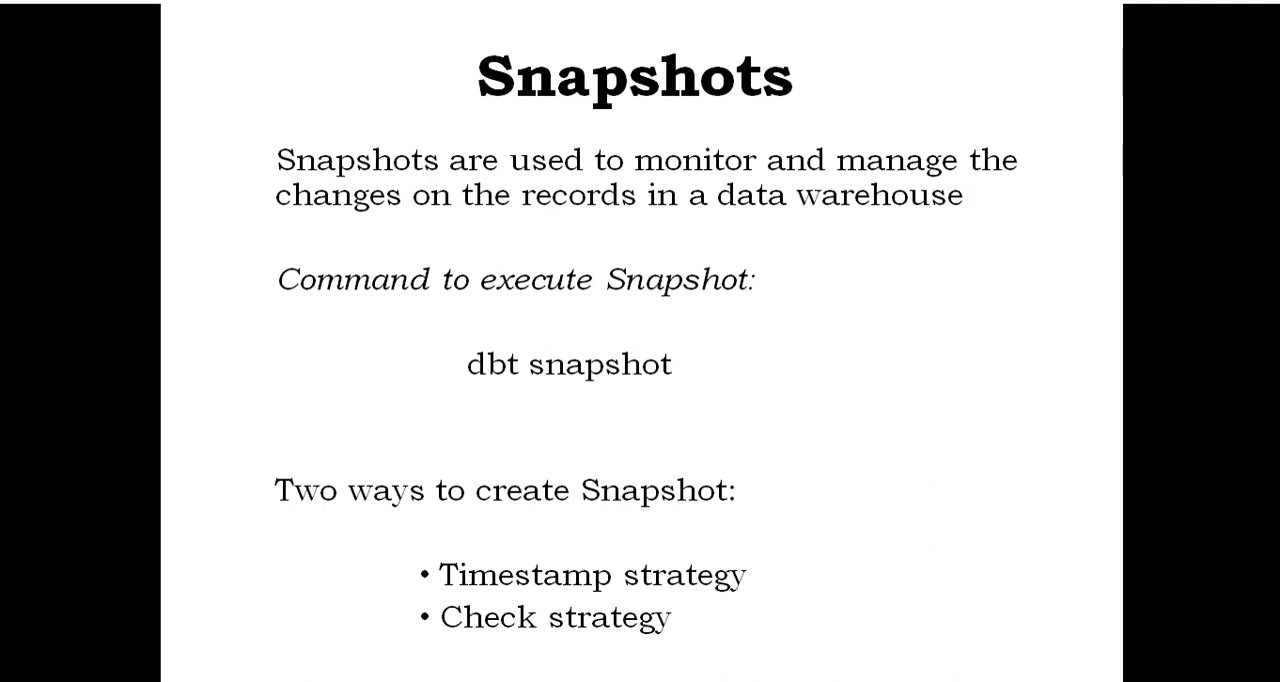 Snapshots
Snapshots are used to monitor and manage the
changes on the records in a data warehouse
Command to execute Snapshot:
dbt snapshot
Two ways to create Snapshot:
• Timestamp strategy
• Check strategy